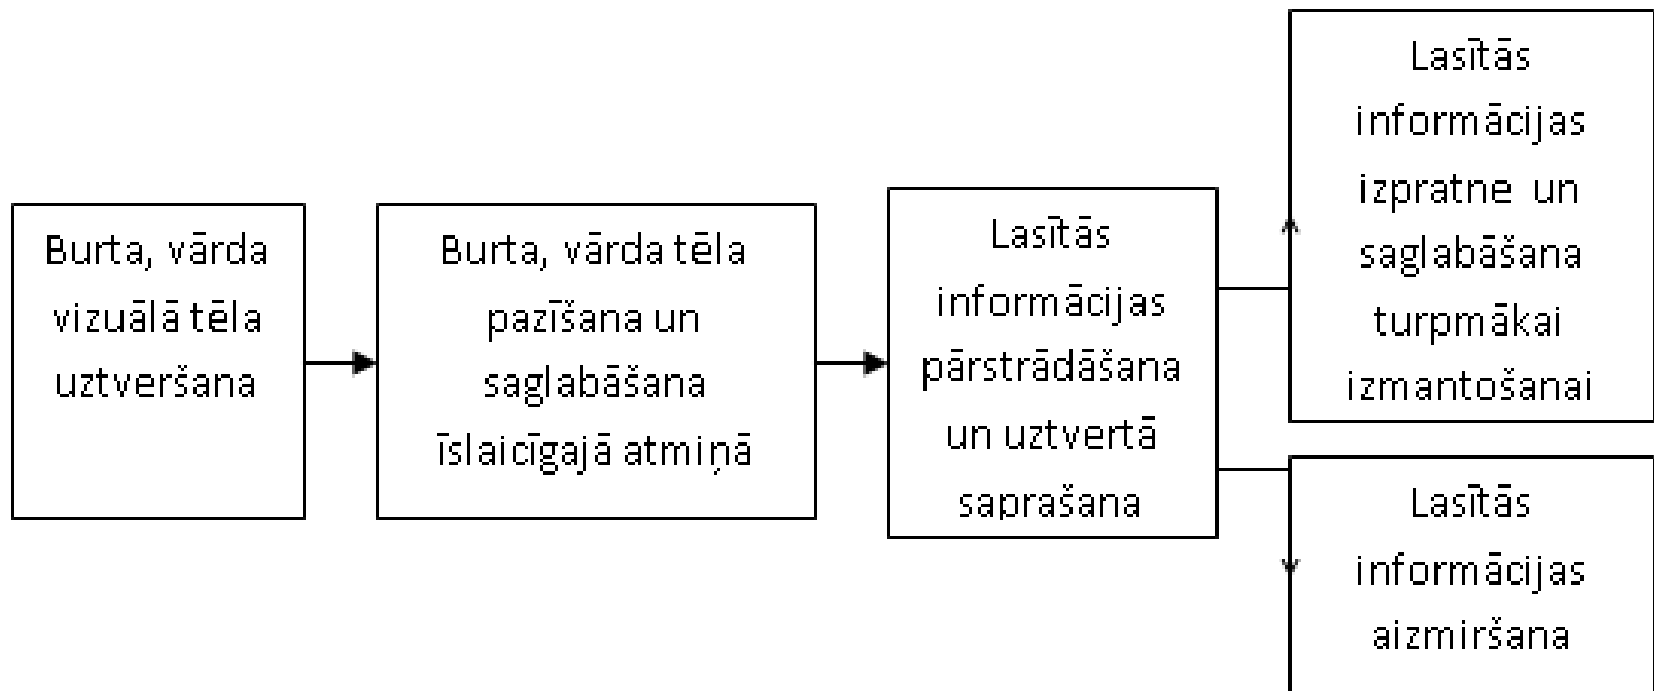 Burta, vārda
vizuālā tēla
uztveršana
Burta, vārda tēla
pazīšana un
saglabāšana
īslaicīgajā atmiņā
Lasītās
informācijas
pārstrādāšana
un uztvertā
saprašana
Lasītās
informācijas
izpratne un
saglabāšana
turpmākai
izmantošanai
Lasītās
informācijas
aizmiršana